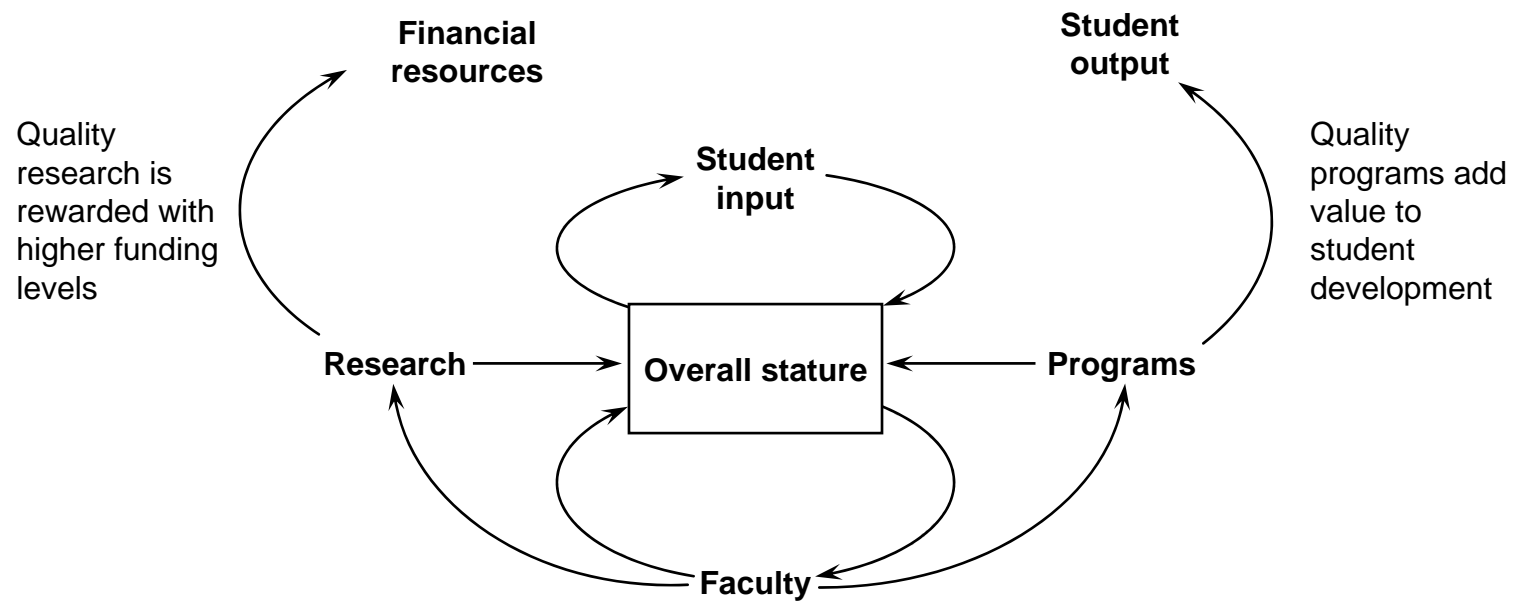 Financial
resources
Student
output
Quality
research is
rewarded with
higher funding
levels
Student
input
Quality
programs add
value to
student
development
Research
Overall stature
Programs
Faculty